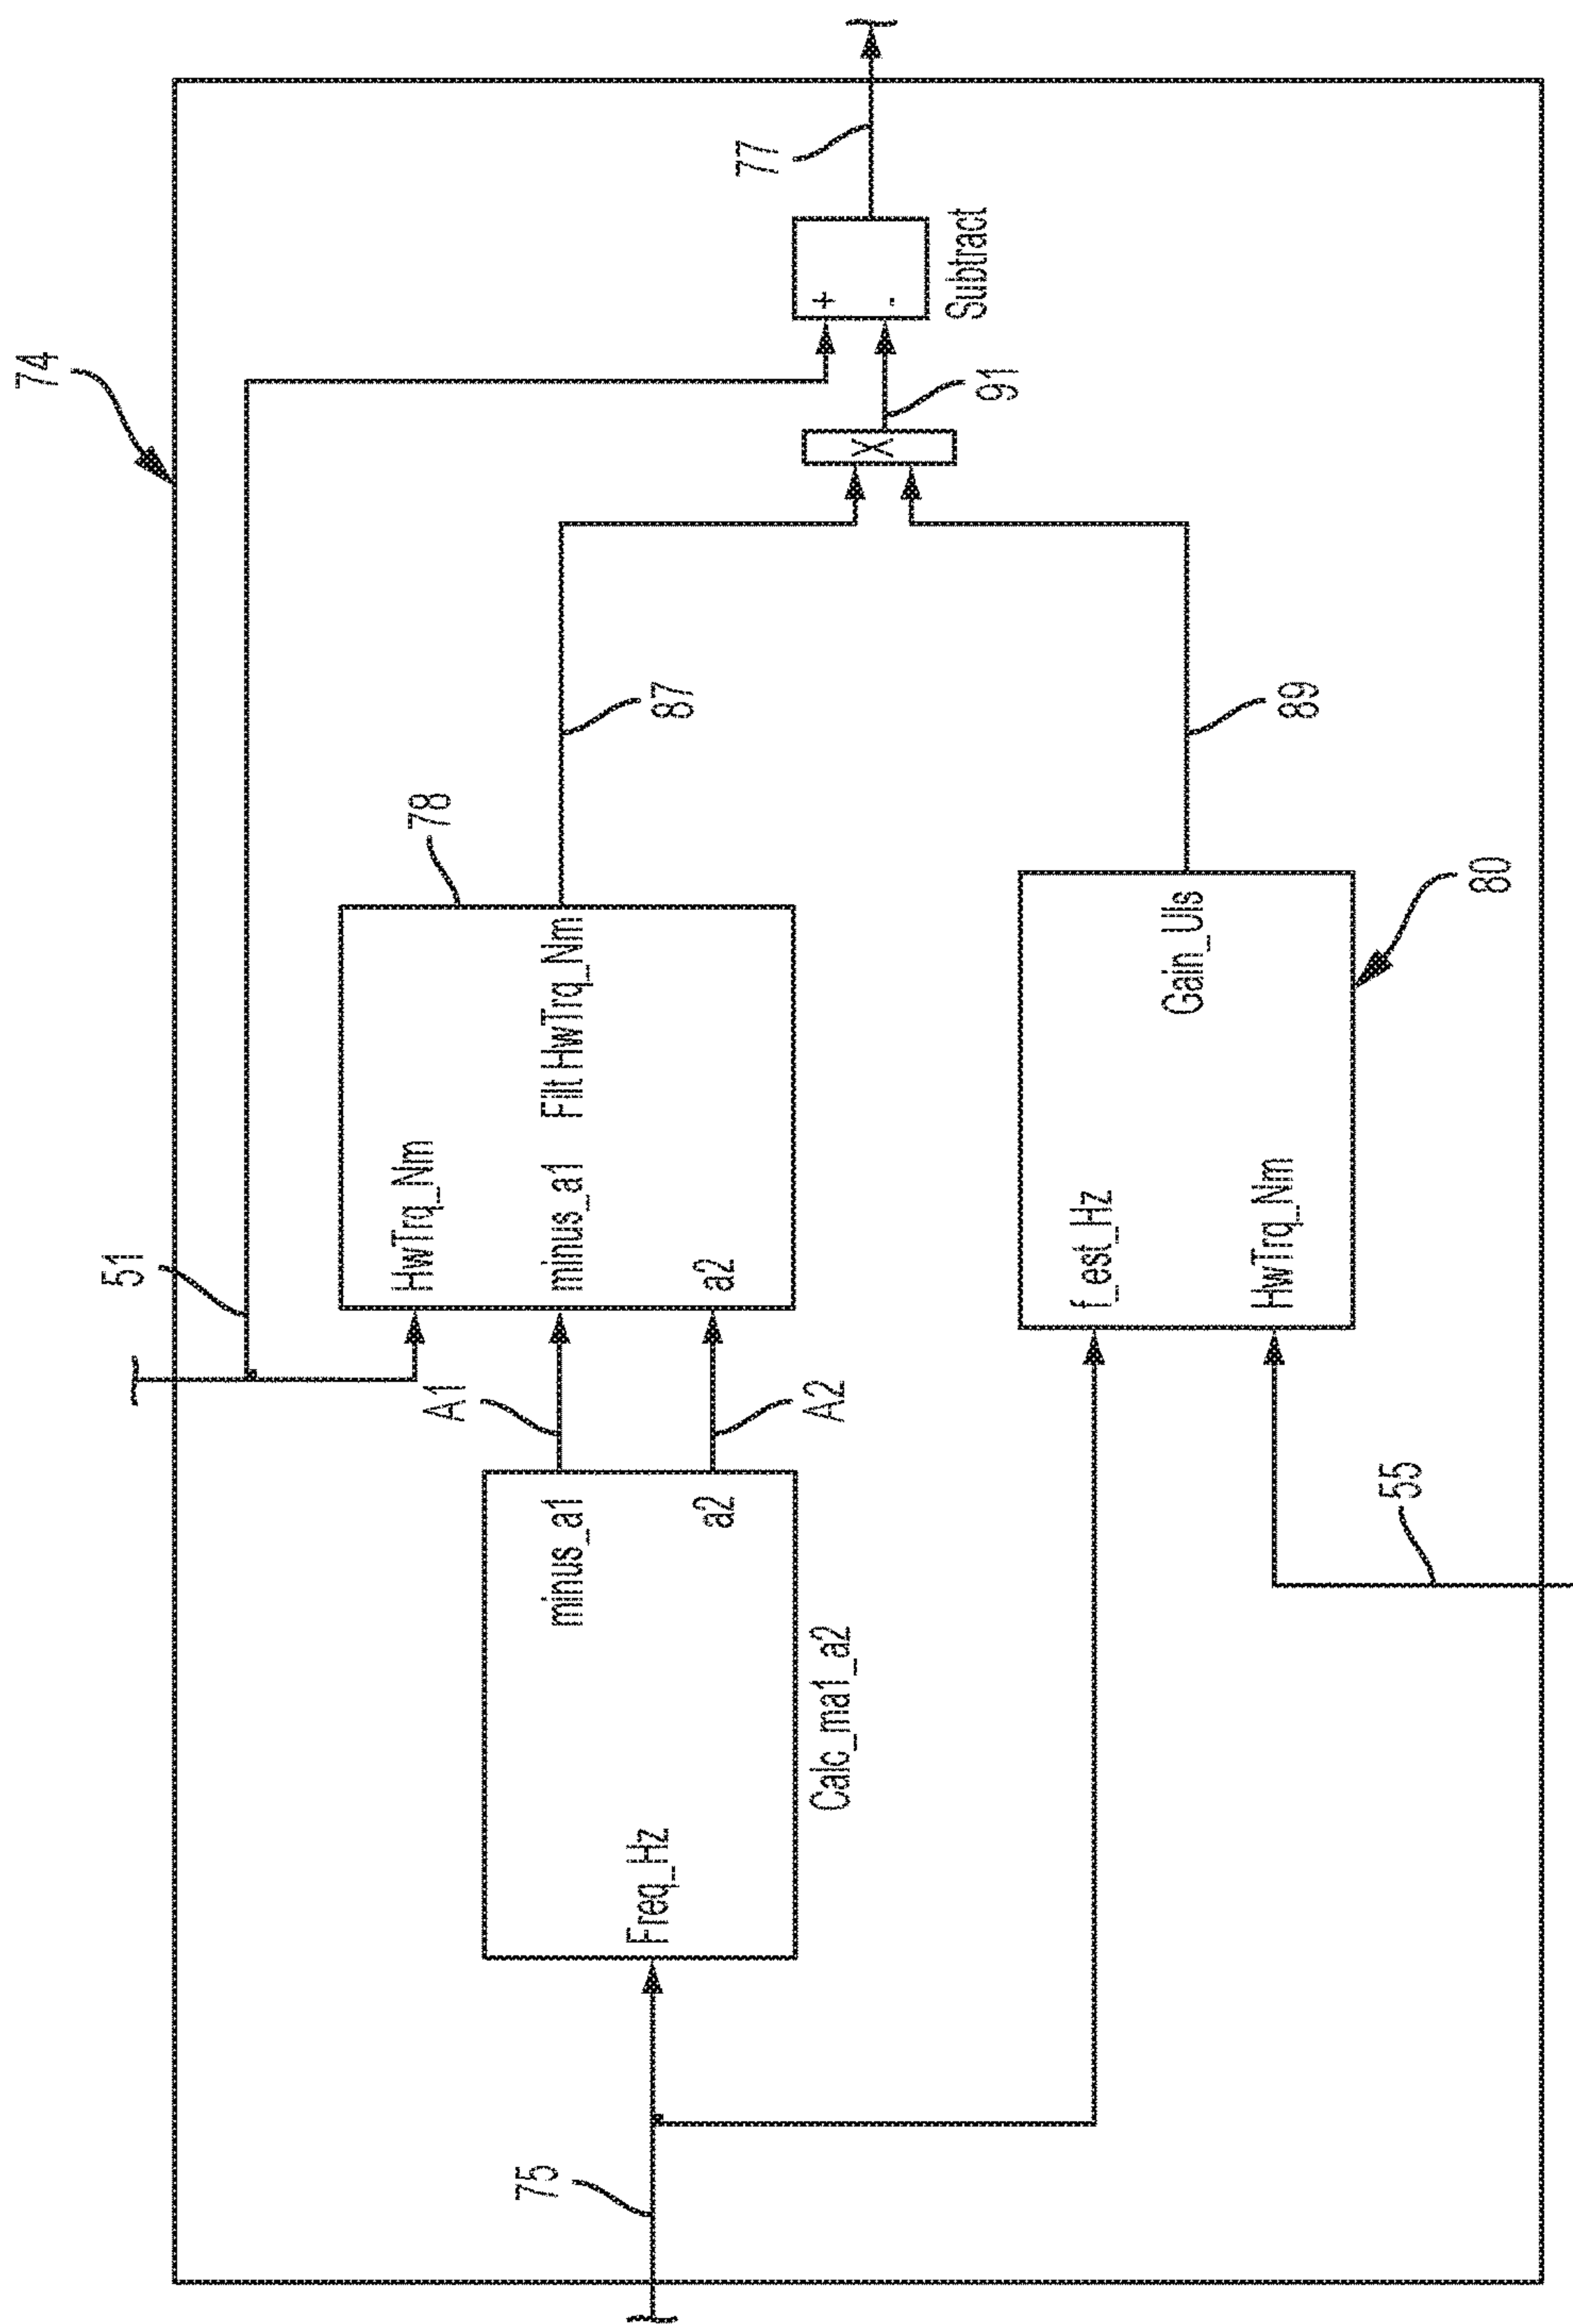 74
51
75
Freq_Hz
minus_a1
a2
Calc_ma1_a2
A1
A2
HwTrq_Nm
minus_a1
Filt HwTrq_Nm
a2
78
87
X
91
+
-
Subtract
77
f_est_Hz
HwTrq_Nm
Gain_Uls
80
89
55